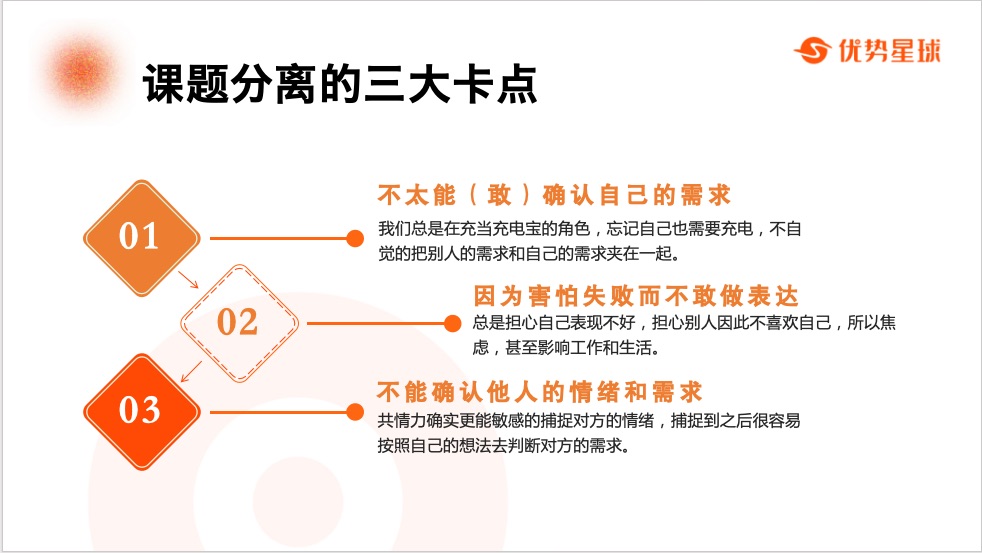 课题分离的三大卡点
优势星球
01
不太能（敢）确认自己的需求
我们总是在充当充电宝的角色，忘记自己也需要充电，不自
觉的把别人的需求和自己的需求夹在一起。
02
因为害怕失败而不敢做表达
总是担心自己表现不好，担心别人因此不喜欢自己，所以焦
虑，甚至影响工作和生活。
03
不能确认他人的情绪和需求
共情力确实更能敏感的捕捉对方的情绪，捕捉到之后很容易
按照自己的想法去判断对方的需求。